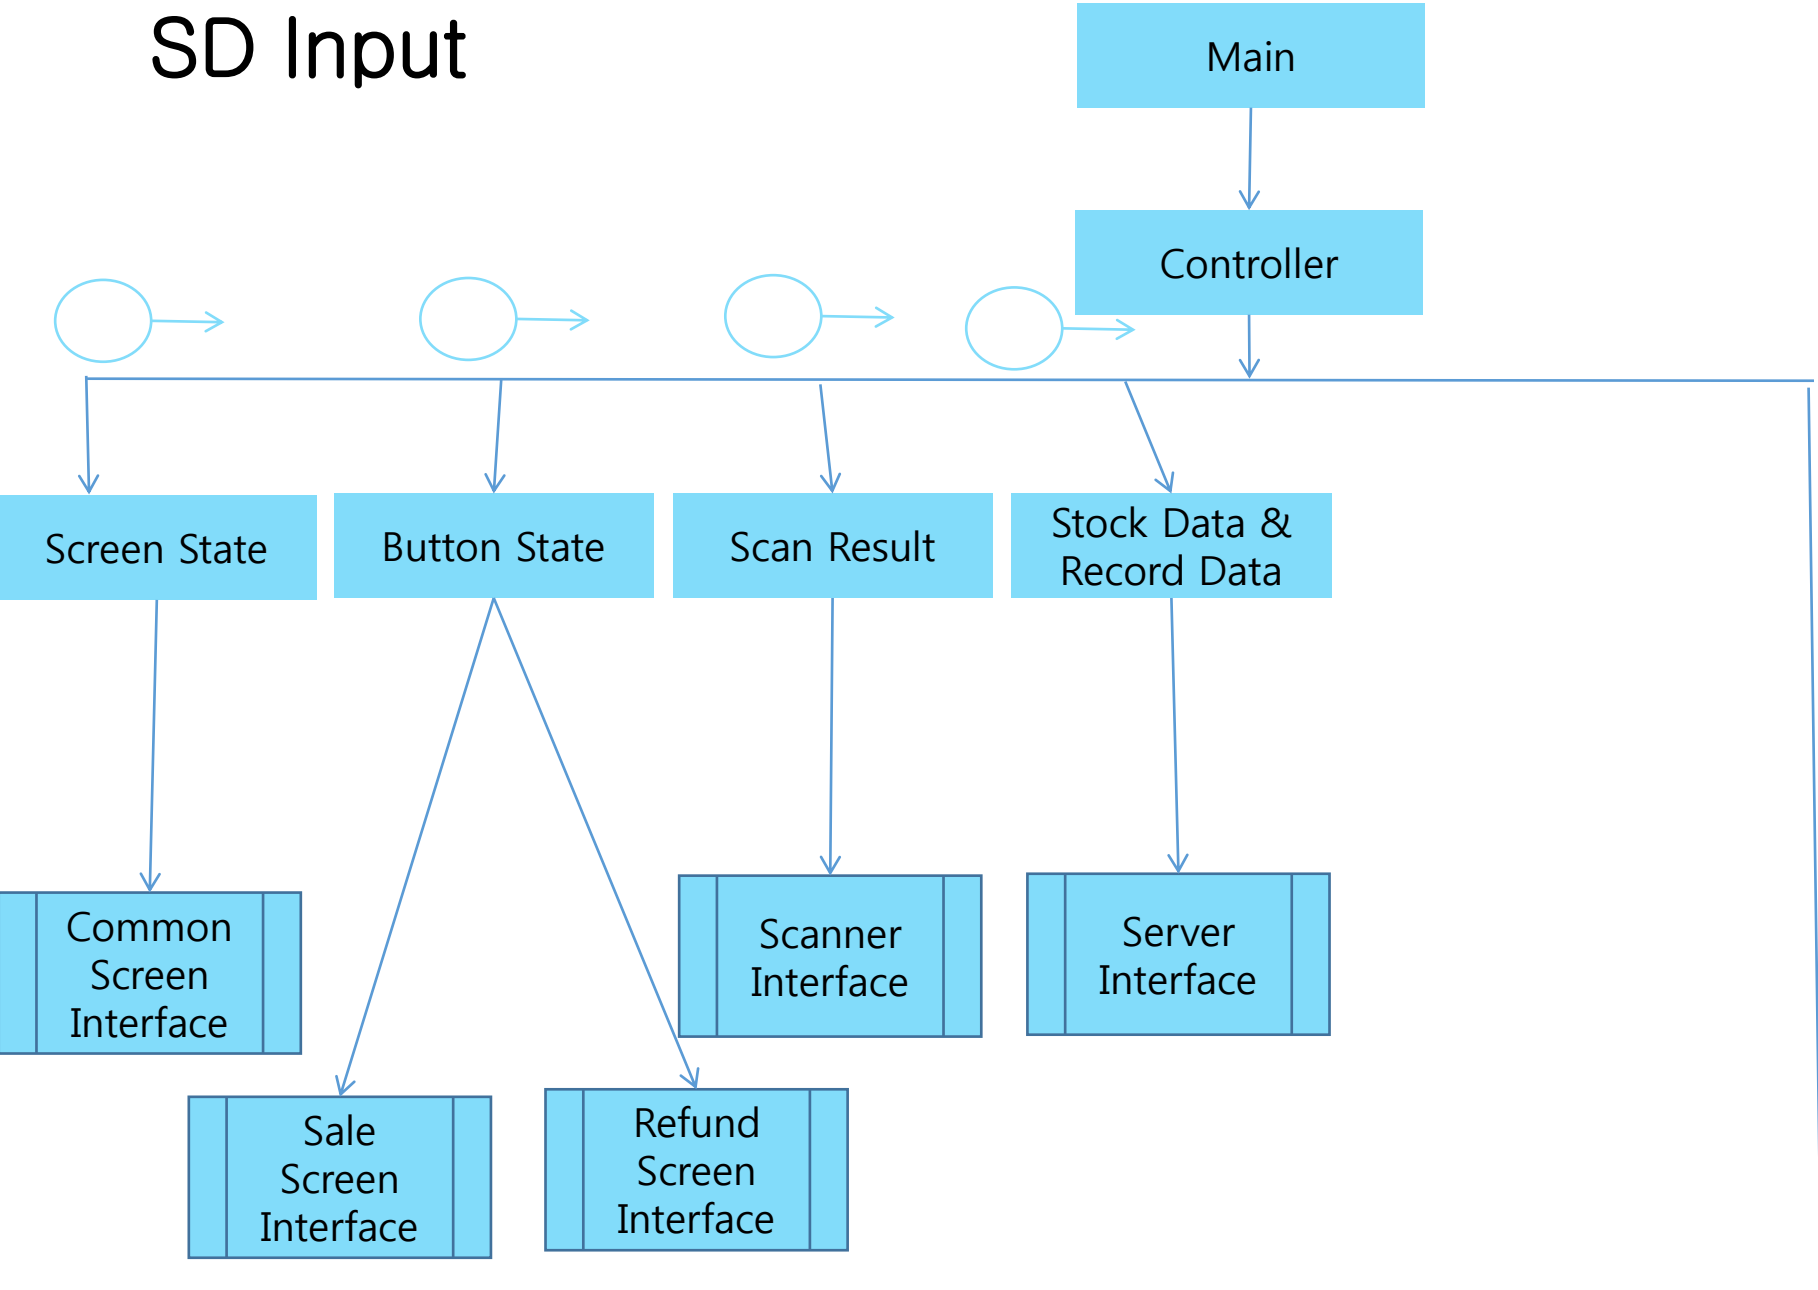 SD Input
Main
Controller
Screen State
Button State
Scan Result
Stock Data &
Record Data
Common
Screen
Interface
Scanner
Interface
Server
Interface
Sale
Screen
Interface
Refund
Screen
Interface